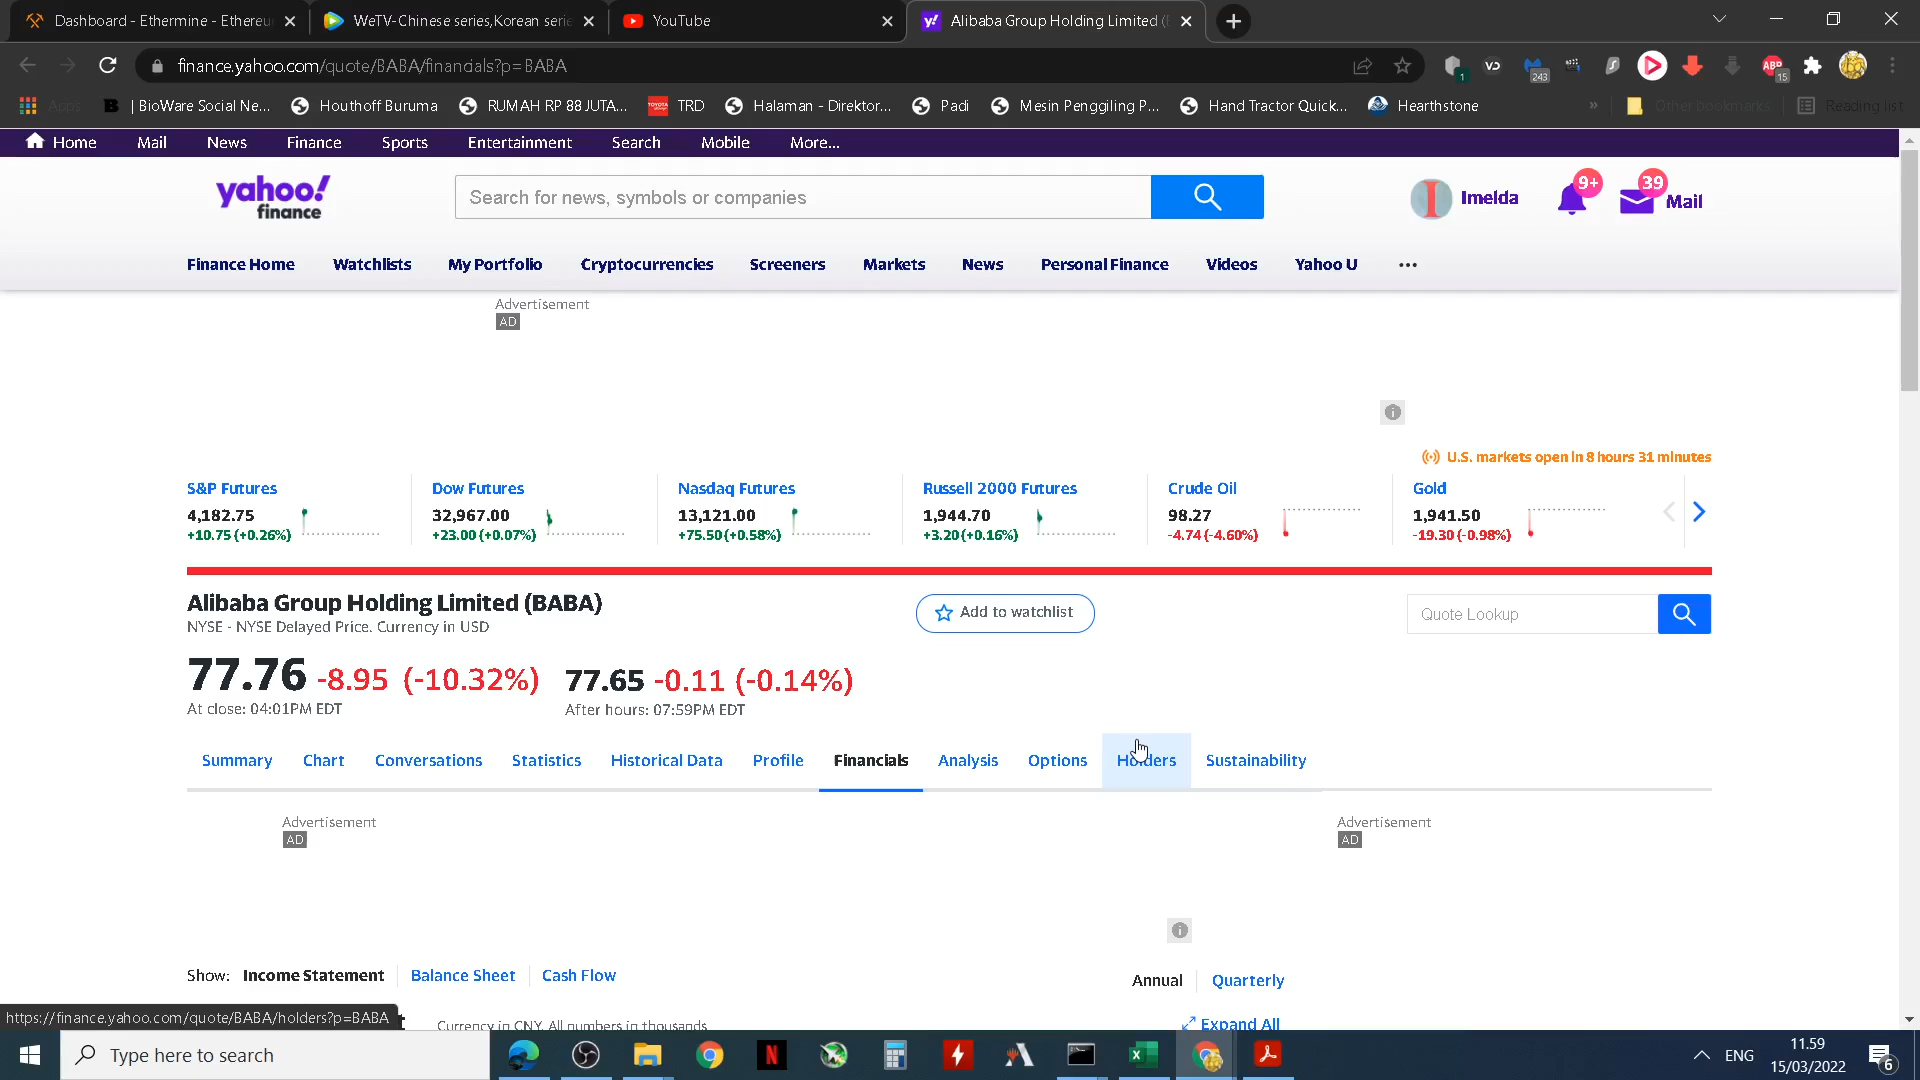 Dashboard - Ethermine - Ethereu
WeTV-Chinese series,Korean serie
YouTube
Alibaba Group Holding Limited (
finance.yahoo.com/quote/BABA/financials?p=BABA
1
243
ABP
15
Apps
| BioWare Social Ne...
Houthoff Buruma
RUMAH RP 88 JUTA...
TRD
Halaman - Direktor...
Padi
Mesin Penggiling P...
Hand Tractor Quick...
Hearthstone
»
Other bookmarks
Reading list
Home
Mail
News
Finance
Sports
Entertainment
Search
Mobile
More...
yahoo!
finance
Search for news, symbols or companies
Imelda
9+
39
Mail
Finance Home
Watchlists
My Portfolio
Cryptocurrencies
Screeners
Markets
News
Personal Finance
Videos
Yahoo U
...
Advertisement
AD
U.S. markets open in 8 hours 31 minutes
S&P Futures
4,182.75
+10.75 (+0.26%)
Dow Futures
32,967.00
+23.00 (+0.07%)
Nasdaq Futures
13,121.00
+75.50 (+0.58%)
Russell 2000 Futures
1,944.70
+3.20 (+0.16%)
Crude Oil
98.27
-4.74 (-4.60%)
Gold
1,941.50
-19.30 (-0.98%)
Alibaba Group Holding Limited (BABA)
NYSE - NYSE Delayed Price. Currency in USD
Add to watchlist
Quote Lookup
77.76 -8.95 (-10.32%)
At close: 04:01PM EDT
77.65 -0.11 (-0.14%)
After hours: 07:59PM EDT
Summary
Chart
Conversations
Statistics
Historical Data
Profile
Financials
Analysis
Options
Holders
Sustainability
Advertisement
AD
Advertisement
AD
Show:
Income Statement
Balance Sheet
Cash Flow
Annual
Quarterly
https://finance.yahoo.com/quote/BABA/holders?p=BABA
Currency in CNY. All numbers in thousands
Expand All
Type here to search
ENG
11.59
15/03/2022
6